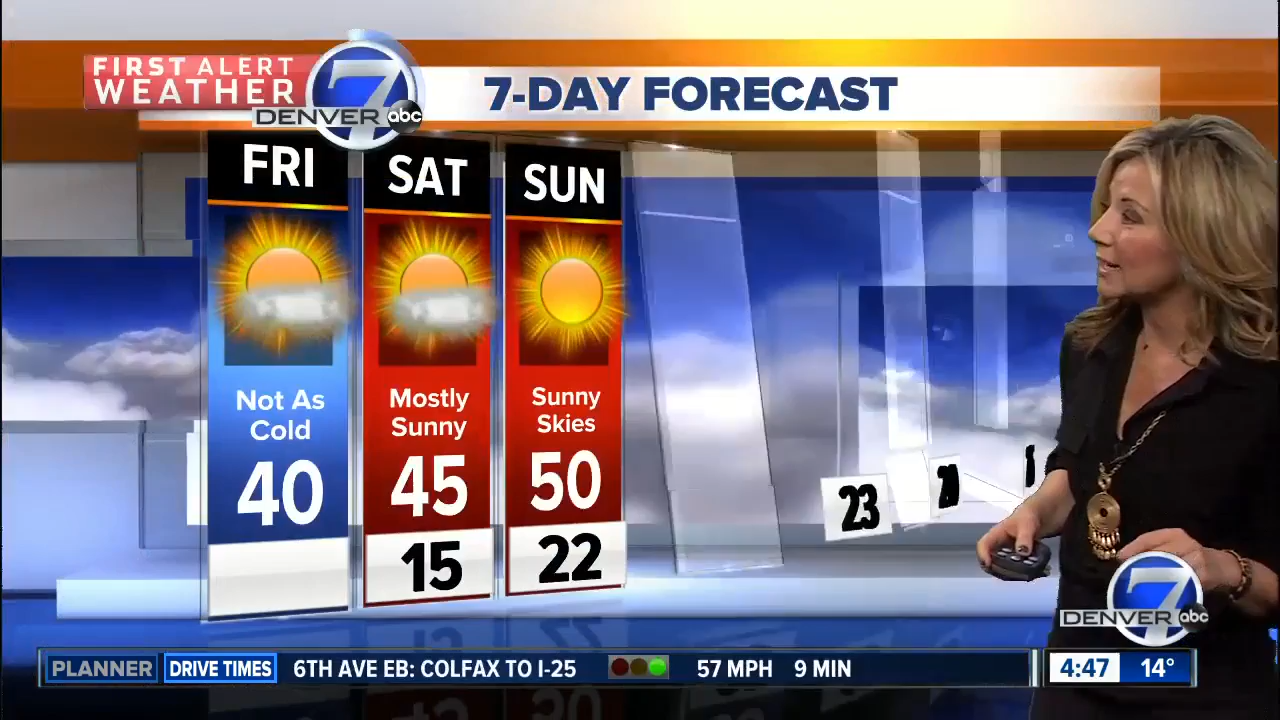 FIRST ALERT
WEATHER
7
DENVER abc
7-DAY FORECAST
FRI
Not As
Cold
40
SAT
Mostly
Sunny
45
15
SUN
Sunny
Skies
50
22
23
DENVER 7 abc
PLANNER
DRIVE TIMES
6TH AVE EB: COLFAX TO I-25
57 MPH 9 MIN
4:47 14°